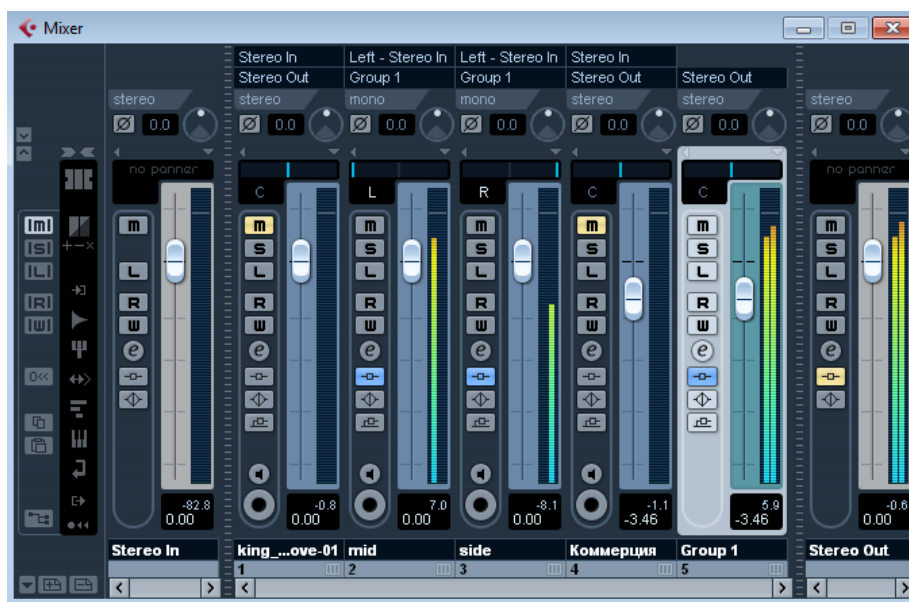 Mixer
Stereo In Left - Stereo In Left - Stereo In Stereo In
Stereo Out Group 1 Group 1 Stereo Out Stereo Out
stereo stereo mono mono stereo stereo stereo
0.0 0.0 0.0 0.0 0.0 0.0 0.0
no panner C L R C C no panner
m m m m m m m
S S S S S
L L L L L L L
R R R R R R R
W W W W W W W
e e e e e e
[m]
[S]
[L]
[R]
[W]
0<<
-82.8 -0.8 7.0 -8.1 -1.1 5.9 -0.6
0.00 0.00 0.00 0.00 -3.46 -3.46 0.00
Stereo In king_...ove-01 mid side Коммерция Group 1 Stereo Out
1 2 3 4 5